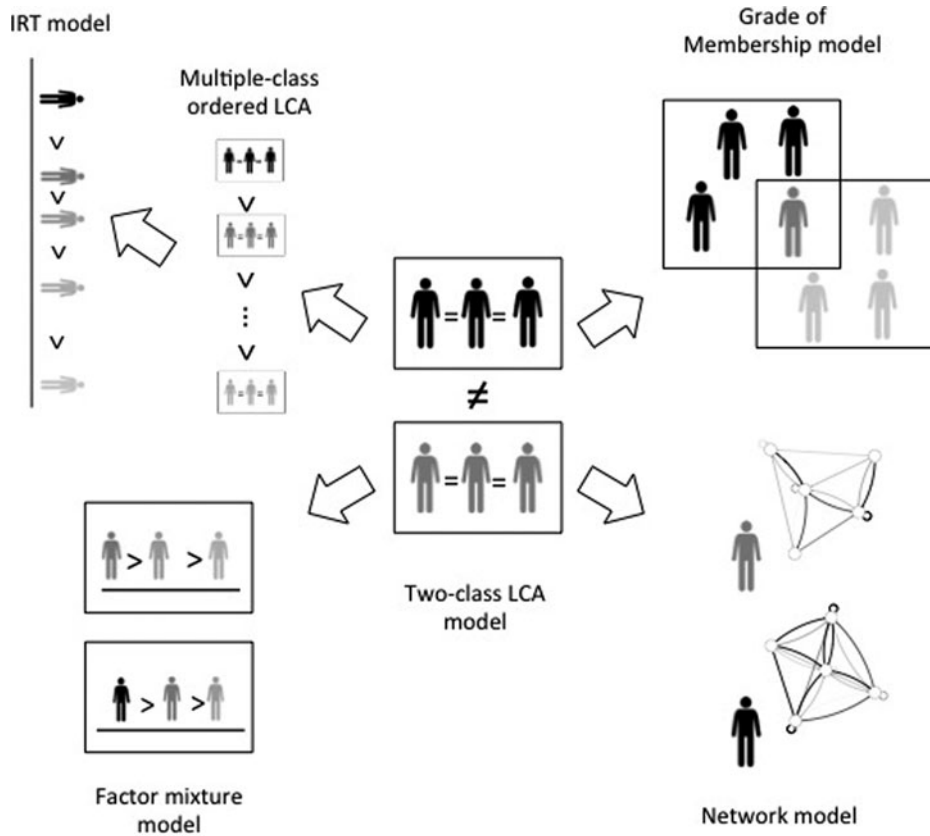 IRT model
Multiple-class
ordered LCA
Grade of
Membership model
Two-class LCA
model
Factor mixture
model
Network model